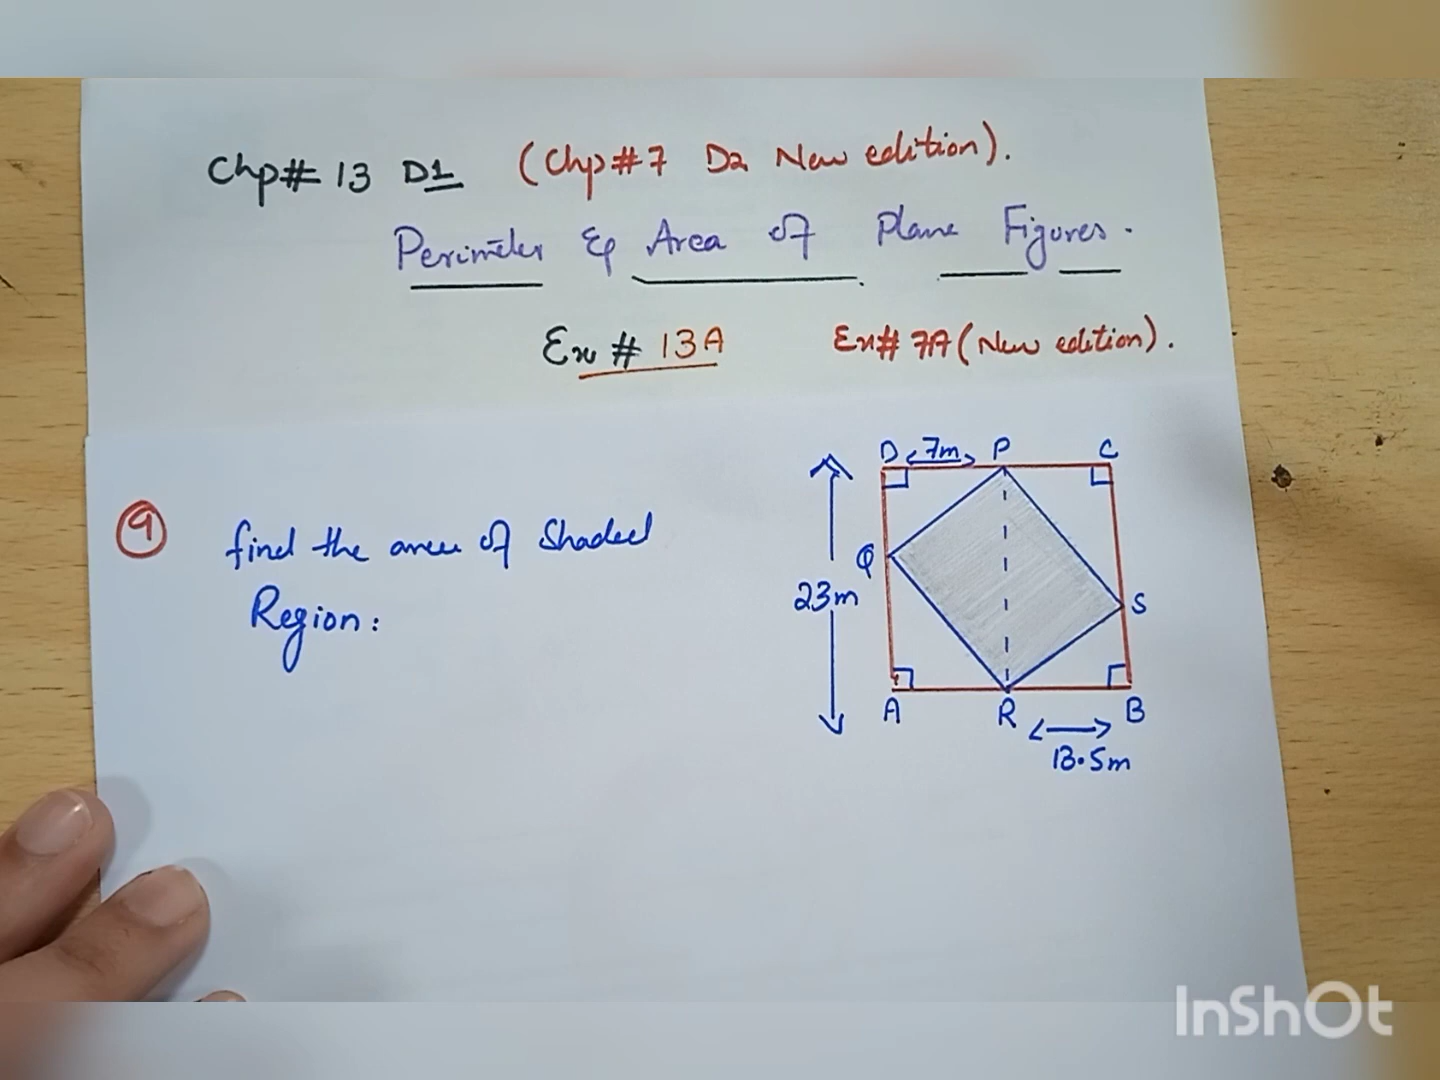 Chp# 13 D1 (Chp#7 D2 New edition).
Perimeter & Area of Plane Figures.
Ex # 13A Ex# 7A (New edition).
9 find the area of Shaded
Region:
D 7m P C
Q
23m
S
A R B
13.5m
InShOt